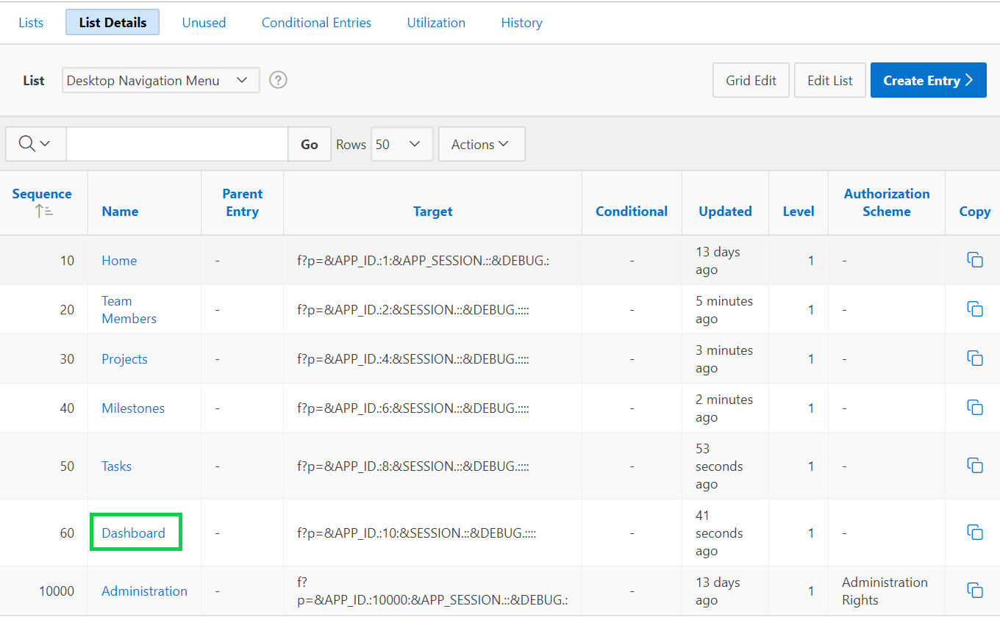 Lists List Details Unused Conditional Entries Utilization History
List Desktop Navigation Menu ? Grid Edit Edit List Create Entry
Go Rows 50 Actions
Sequence Name Parent Entry Target Conditional Updated Level Authorization Scheme Copy
10 Home - f?p=&APP_ID.:1:&APP_SESSION.::&DEBUG.: - 13 days ago 1 -
20 Team Members - f?p=&APP_ID.:2:&SESSION.::&DEBUG.:::: - 5 minutes ago 1 -
30 Projects - f?p=&APP_ID.:4:&SESSION.::&DEBUG.:::: - 3 minutes ago 1 -
40 Milestones - f?p=&APP_ID.:6:&SESSION.::&DEBUG.:::: - 2 minutes ago 1 -
50 Tasks - f?p=&APP_ID.:8:&SESSION.::&DEBUG.:::: - 53 seconds ago 1 -
60 Dashboard - f?p=&APP_ID.:10:&SESSION.::&DEBUG.:::: - 41 seconds ago 1 -
10000 Administration - f?p=&APP_ID.:10000:&APP_SESSION.::&DEBUG.: - 13 days ago 1 Administration Rights